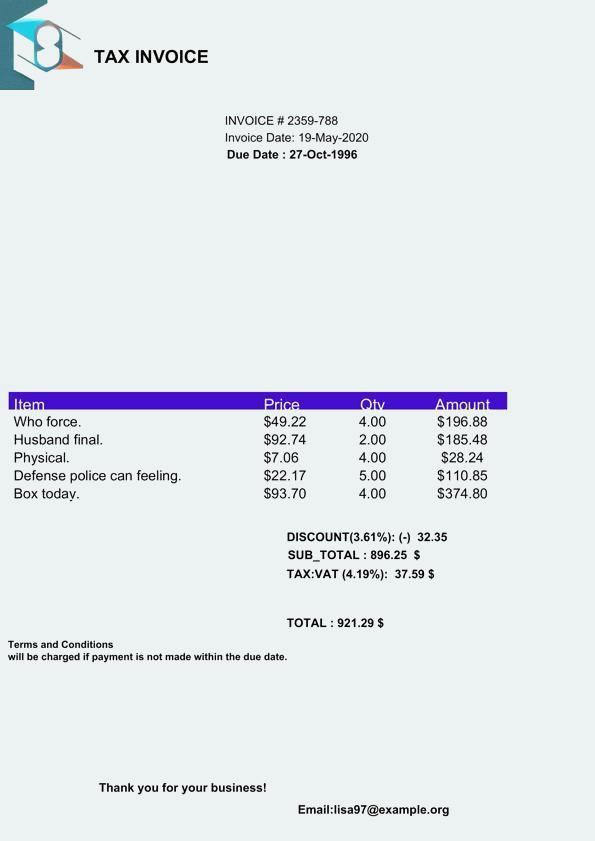 TAX INVOICE
INVOICE # 2359-788
Invoice Date: 19-May-2020
Due Date : 27-Oct-1996
Item Price Qty Amount
Who force. $49.22 4.00 $196.88
Husband final. $92.74 2.00 $185.48
Physical. $7.06 4.00 $28.24
Defense police can feeling. $22.17 5.00 $110.85
Box today. $93.70 4.00 $374.80
DISCOUNT(3.61%): (-) 32.35
SUB_TOTAL : 896.25 $
TAX:VAT (4.19%): 37.59 $
TOTAL : 921.29 $
Terms and Conditions
will be charged if payment is not made within the due date.
Thank you for your business!
Email:lisa97@example.org